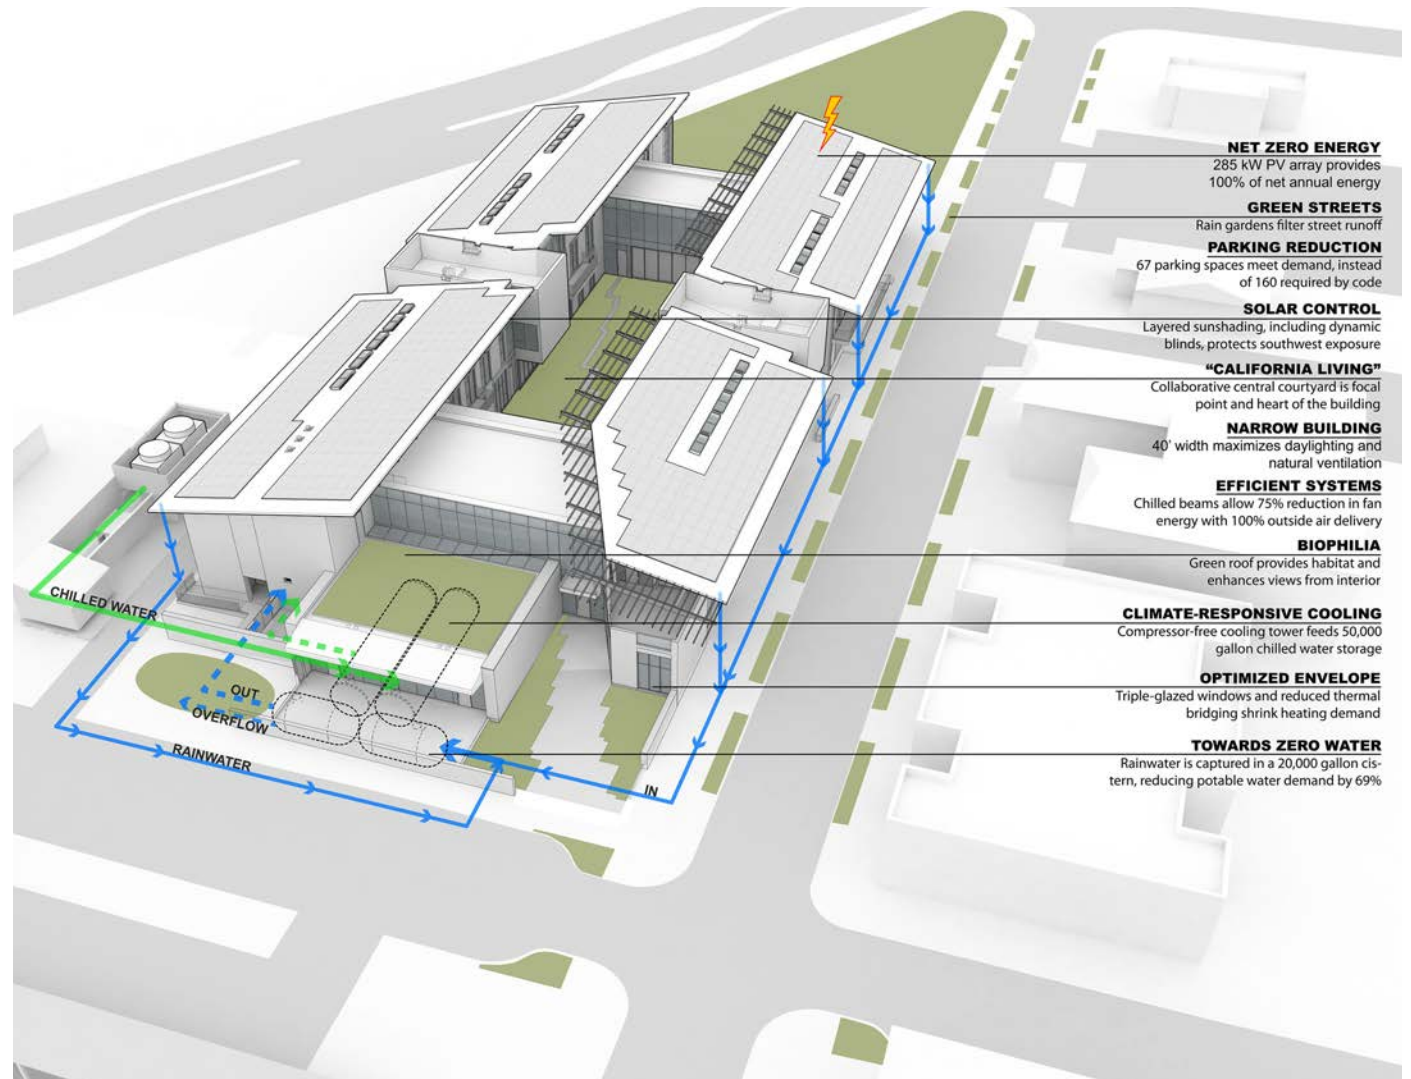 NET ZERO ENERGY
285 kW PV array provides
100% of net annual energy
GREEN STREETS
Rain gardens filter street runoff
PARKING REDUCTION
67 parking spaces meet demand, instead
of 160 required by code
SOLAR CONTROL
Layered sunshading, including dynamic
blinds, protects southwest exposure
“CALIFORNIA LIVING”
Collaborative central courtyard is focal
point and heart of the building
NARROW BUILDING
40' width maximizes daylighting and
natural ventilation
EFFICIENT SYSTEMS
Chilled beams allow 75% reduction in fan
energy with 100% outside air delivery
BIOPHILIA
Green roof provides habitat and
enhances views from interior
CLIMATE-RESPONSIVE COOLING
Compressor-free cooling tower feeds 50,000
gallon chilled water storage
OPTIMIZED ENVELOPE
Triple-glazed windows and reduced thermal
bridging shrink heating demand
TOWARDS ZERO WATER
Rainwater is captured in a 20,000 gallon cis-
tern, reducing potable water demand by 69%
CHILLED WATER
OUT
OVERFLOW
RAINWATER
IN